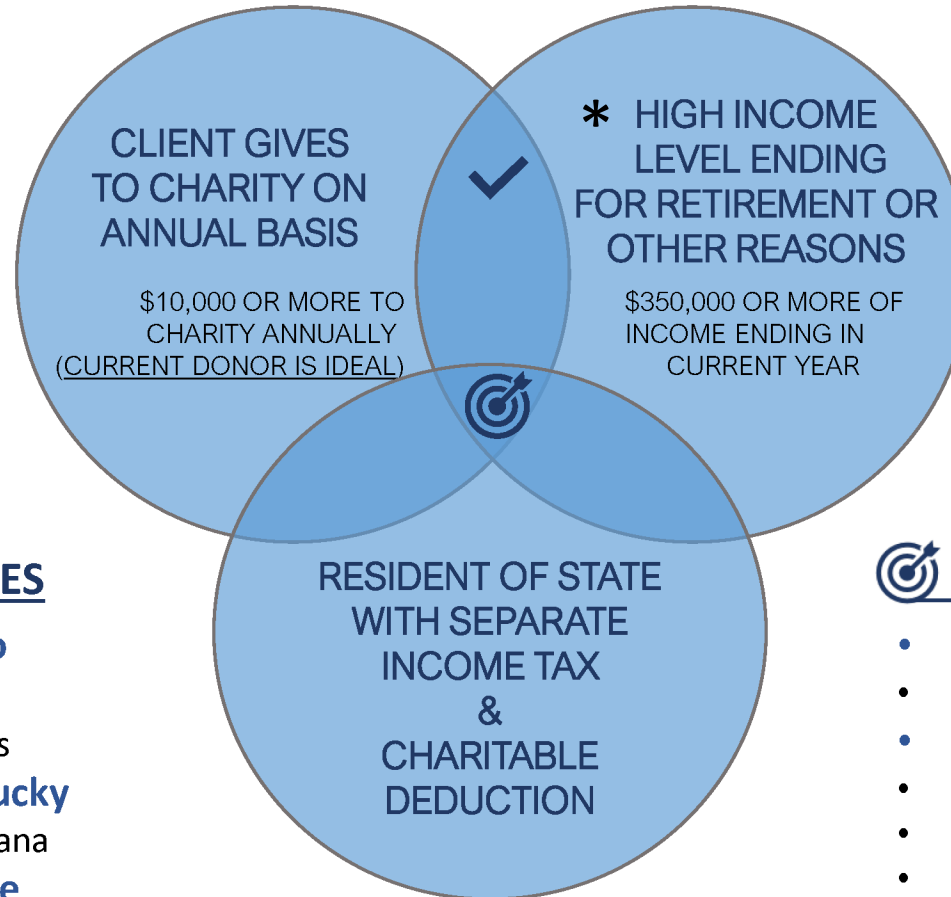 CLIENT GIVES
TO CHARITY ON
ANNUAL BASIS
$10,000 OR MORE TO
CHARITY ANNUALLY
(CURRENT DONOR IS IDEAL)
* HIGH INCOME
LEVEL ENDING
FOR RETIREMENT OR
OTHER REASONS
$350,000 OR MORE OF
INCOME ENDING IN
CURRENT YEAR
RESIDENT OF STATE
WITH SEPARATE
INCOME TAX
&
CHARITABLE
DEDUCTION
ES
o
s
ucky
ana
e